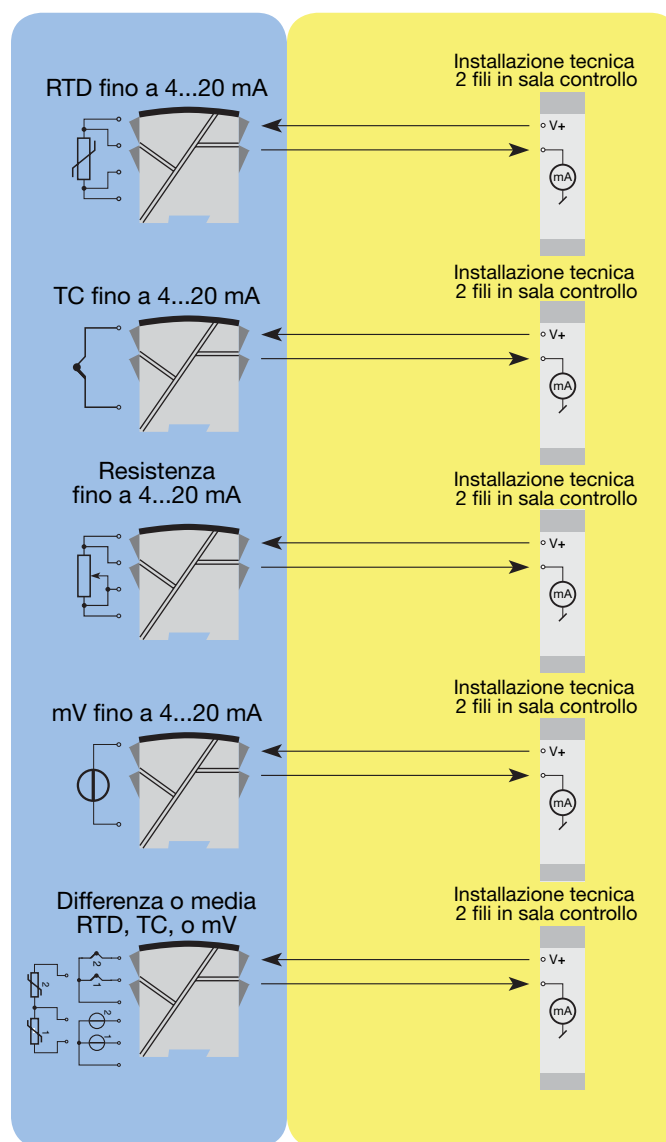 Installazione tecnica
2 fili in sala controllo
RTD fino a 4...20 mA
V+
mA
Installazione tecnica
2 fili in sala controllo
TC fino a 4...20 mA
V+
mA
Resistenza
fino a 4...20 mA
Installazione tecnica
2 fili in sala controllo
V+
mA
Installazione tecnica
2 fili in sala controllo
mV fino a 4...20 mA
V+
mA
Differenza o media
RTD, TC, o mV
Installazione tecnica
2 fili in sala controllo
V+
mA
2
1
2
1
2
1